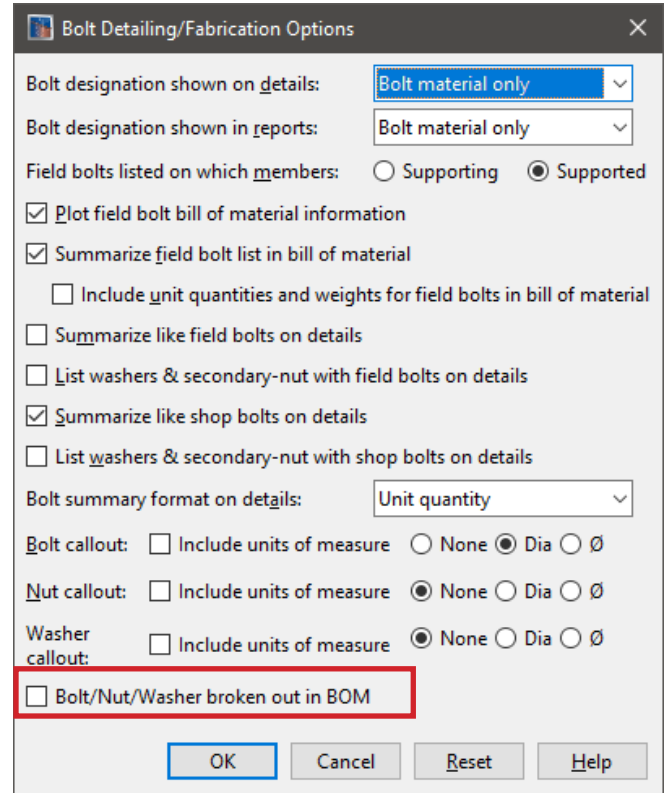 Bolt Detailing/Fabrication Options
Bolt designation shown on details: Bolt material only
Bolt designation shown in reports: Bolt material only
Field bolts listed on which members: Supporting Supported
Plot field bolt bill of material information
Summarize field bolt list in bill of material
Include unit quantities and weights for field bolts in bill of material
Summarize like field bolts on details
List washers & secondary-nut with field bolts on details
Summarize like shop bolts on details
List washers & secondary-nut with shop bolts on details
Bolt summary format on details: Unit quantity
Bolt callout: Include units of measure None Dia Ø
Nut callout: Include units of measure None Dia Ø
Washer callout: Include units of measure None Dia Ø
Bolt/Nut/Washer broken out in BOM
OK Cancel Reset Help